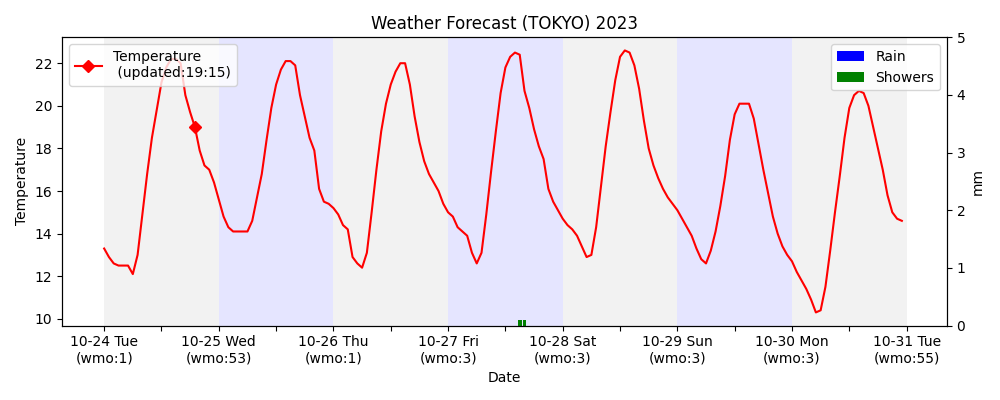 Weather Forecast (TOKYO) 2023
Temperature
(updated:19:15)
Rain
Showers
Temperature
22
20
18
16
14
12
10
5
4
3
2
1
0
mm
10-24 Tue 10-25 Wed 10-26 Thu 10-27 Fri 10-28 Sat 10-29 Sun 10-30 Mon 10-31 Tue
(wmo:1) (wmo:53) (wmo:1) (wmo:3) (wmo:3) (wmo:3) (wmo:3) (wmo:55)
Date